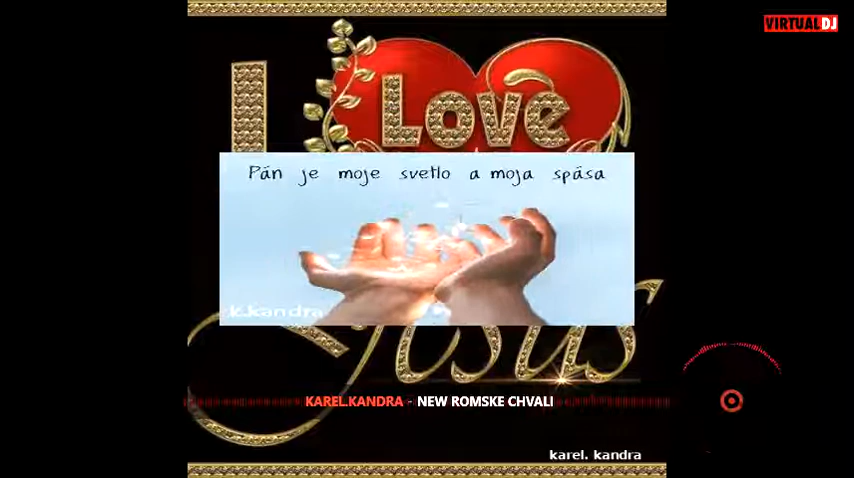 VIRTUALDJ
I LOVE
Pán je moje svetlo a moja spása
k.kandra
Jesus
KAREL.KANDRA - NEW ROMSKE CHVALI
karel. kandra